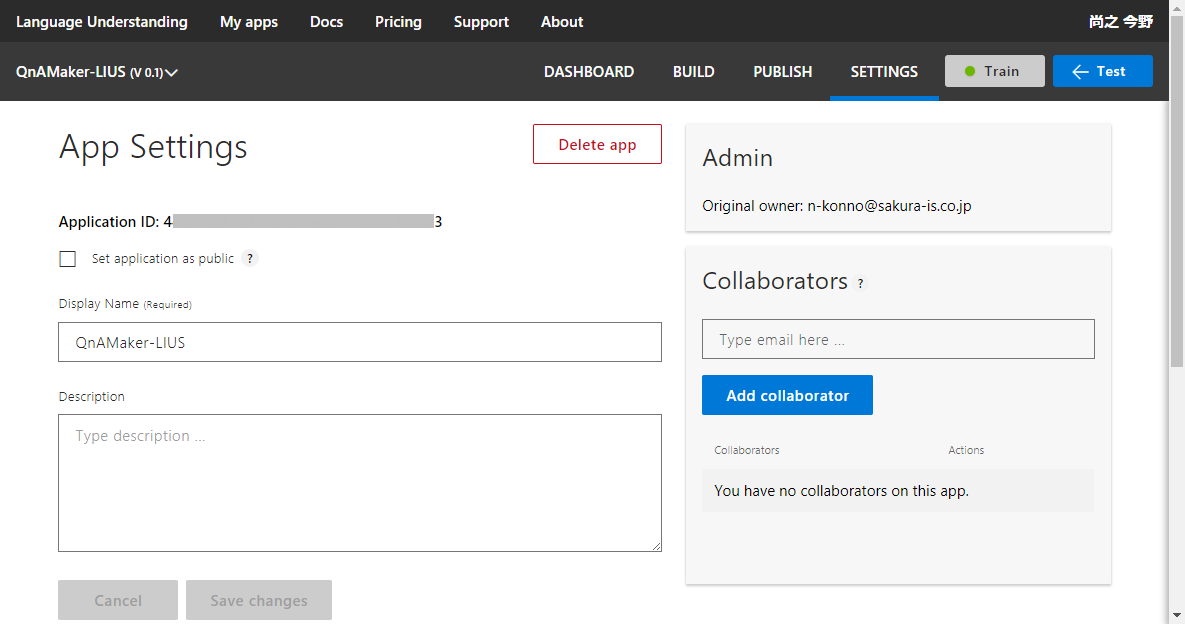 Language Understanding My apps Docs Pricing Support About 尚之 今野
QnAMaker-LIUS (V 0.1) DASHBOARD BUILD PUBLISH SETTINGS Train Test
App Settings
Delete app
Application ID: 4 3
Set application as public ?
Display Name (Required)
QnAMaker-LIUS
Description
Type description ...
Cancel Save changes
Admin
Original owner: n-konno@sakura-is.co.jp
Collaborators ?
Type email here ...
Add collaborator
Collaborators Actions
You have no collaborators on this app.